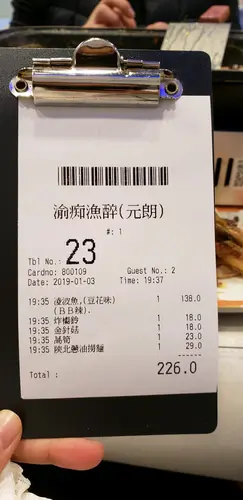 渝痴漁醉(元朗)
#: 1
Tbl No.: 23
Cardno: 800109 Guest No.: 2
Date: 2019-01-03 Time: 19:37
19:35 凌波魚,(豆花味) 1 138.0
(BB辣).
19:35 炸響鈴 1 18.0
19:35 金針菇 1 18.0
19:35 萵筍 1 23.0
19:35 陝北蔥油撈麵 1 29.0
------
Total : 226.0